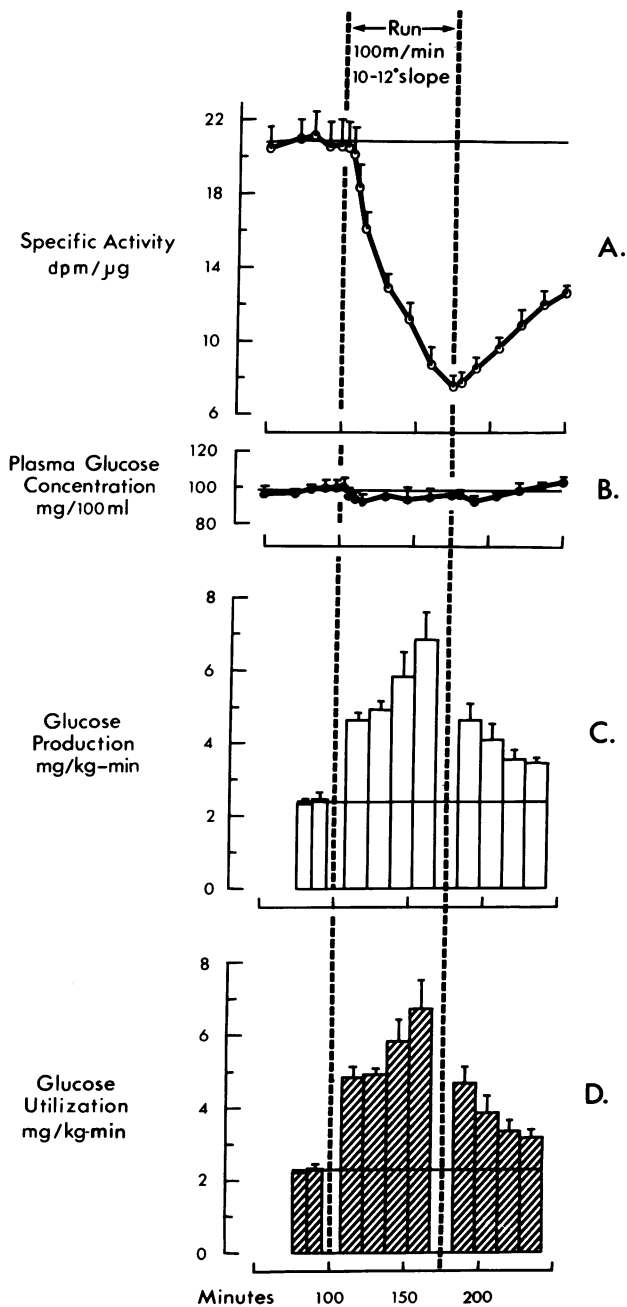 Run
100m/min
10-12° slope
22
18
14
10
6
Specific Activity
dpm/µg
A.
120
100
80
Plasma Glucose
Concentration
mg/100ml
B.
8
6
4
2
0
Glucose
Production
mg/kg-min
C.
8
6
4
2
0
Glucose
Utilization
mg/kg-min
D.
Minutes 100 150 200